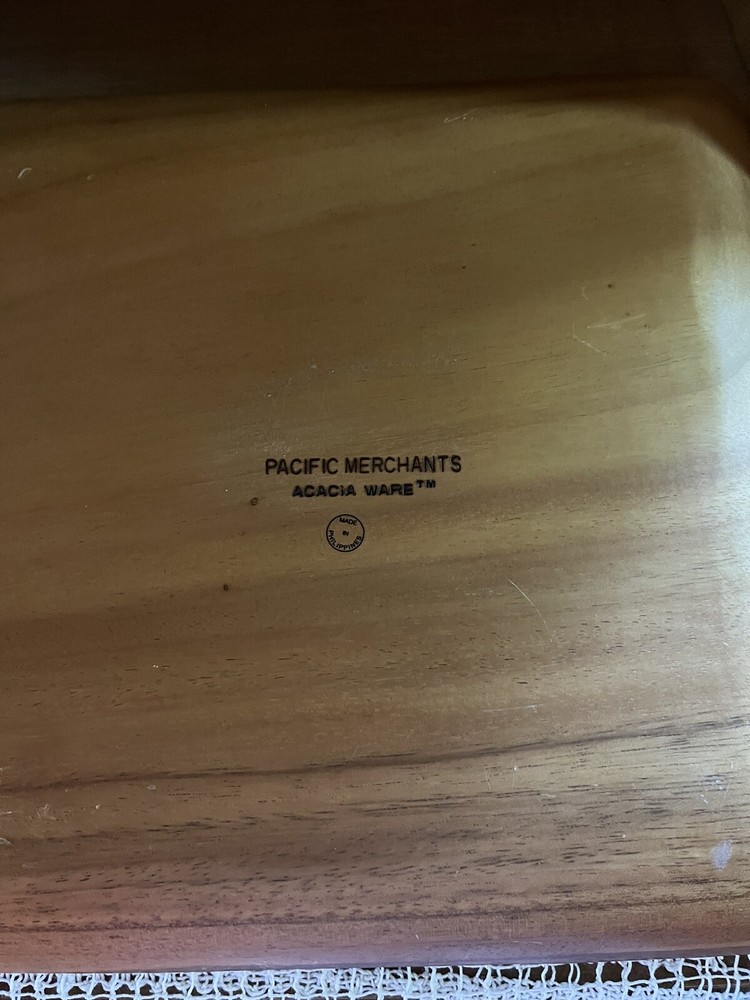 PACIFIC MERCHANTS
ACACIA WARE™
MADE
IN
PHILIPPINES